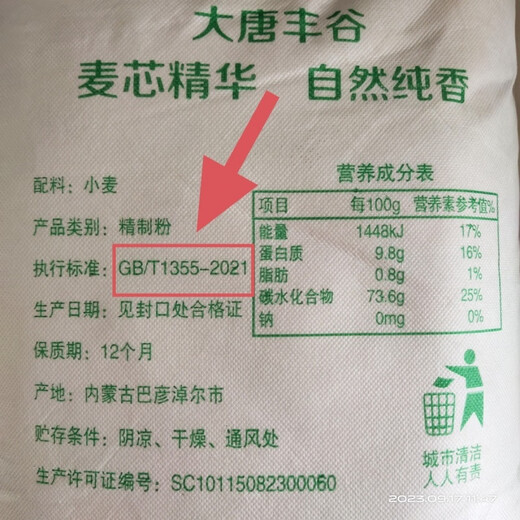 大唐丰谷
麦芯精华 自然纯香
配料: 小麦
产品类别: 精制粉
执行标准: GB/T1355-2021
生产日期: 见封口处合格证
保质期: 12个月
产地: 内蒙古巴彦淖尔市
贮存条件: 阴凉、干燥、通风处
生产许可证编号: SC10115082300060
营养成分表
项目 每100g 营养素参考值%
能量 1448kJ 17%
蛋白质 9.8g 16%
脂肪 0.8g 1%
碳水化合物 73.6g 25%
钠 0mg 0%
城市清洁
人人有责